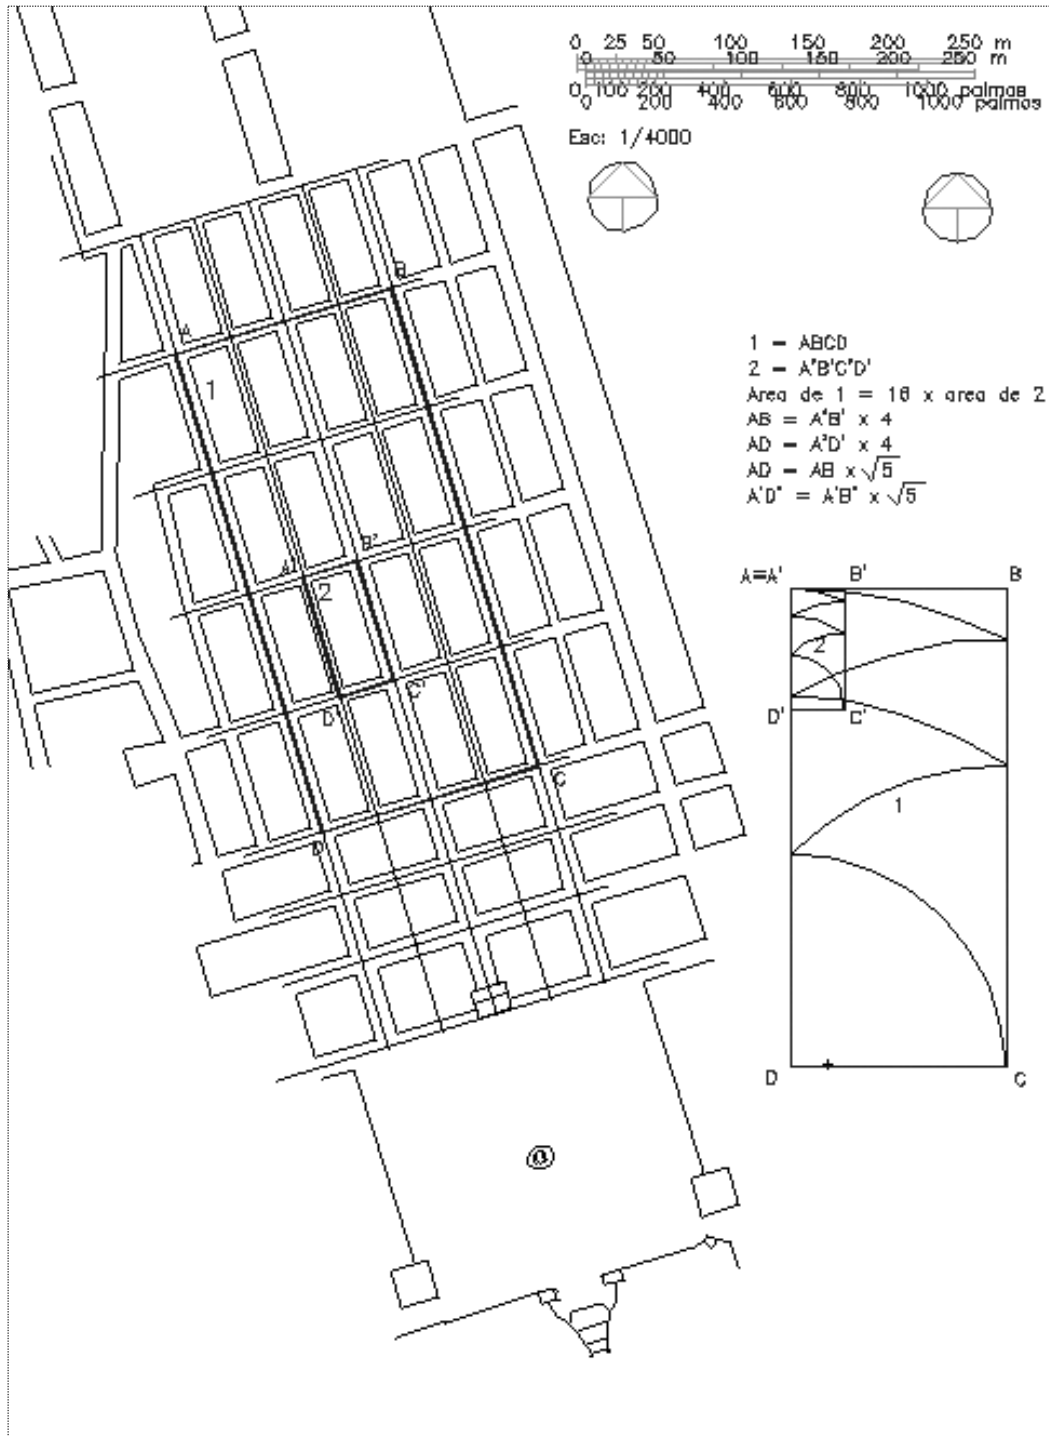 0 25 50 100 150 200 250 m
0 50 100 150 200 250 m
0 100 200 400 600 800 1000 palmos
0 200 400 600 800 1000 palmos
Esc: 1/4000
B
A
1
1 = ABCD
2 = A'B'C'D'
Area de 1 = 16 x area de 2
AB = A'B' x 4
AD = A'D' x 4
AD = AB x √5
A'D' = A'B' x √5
B'
A'
2
C'
D'
C
D
A=A' B' B
2
D' C'
1
D C